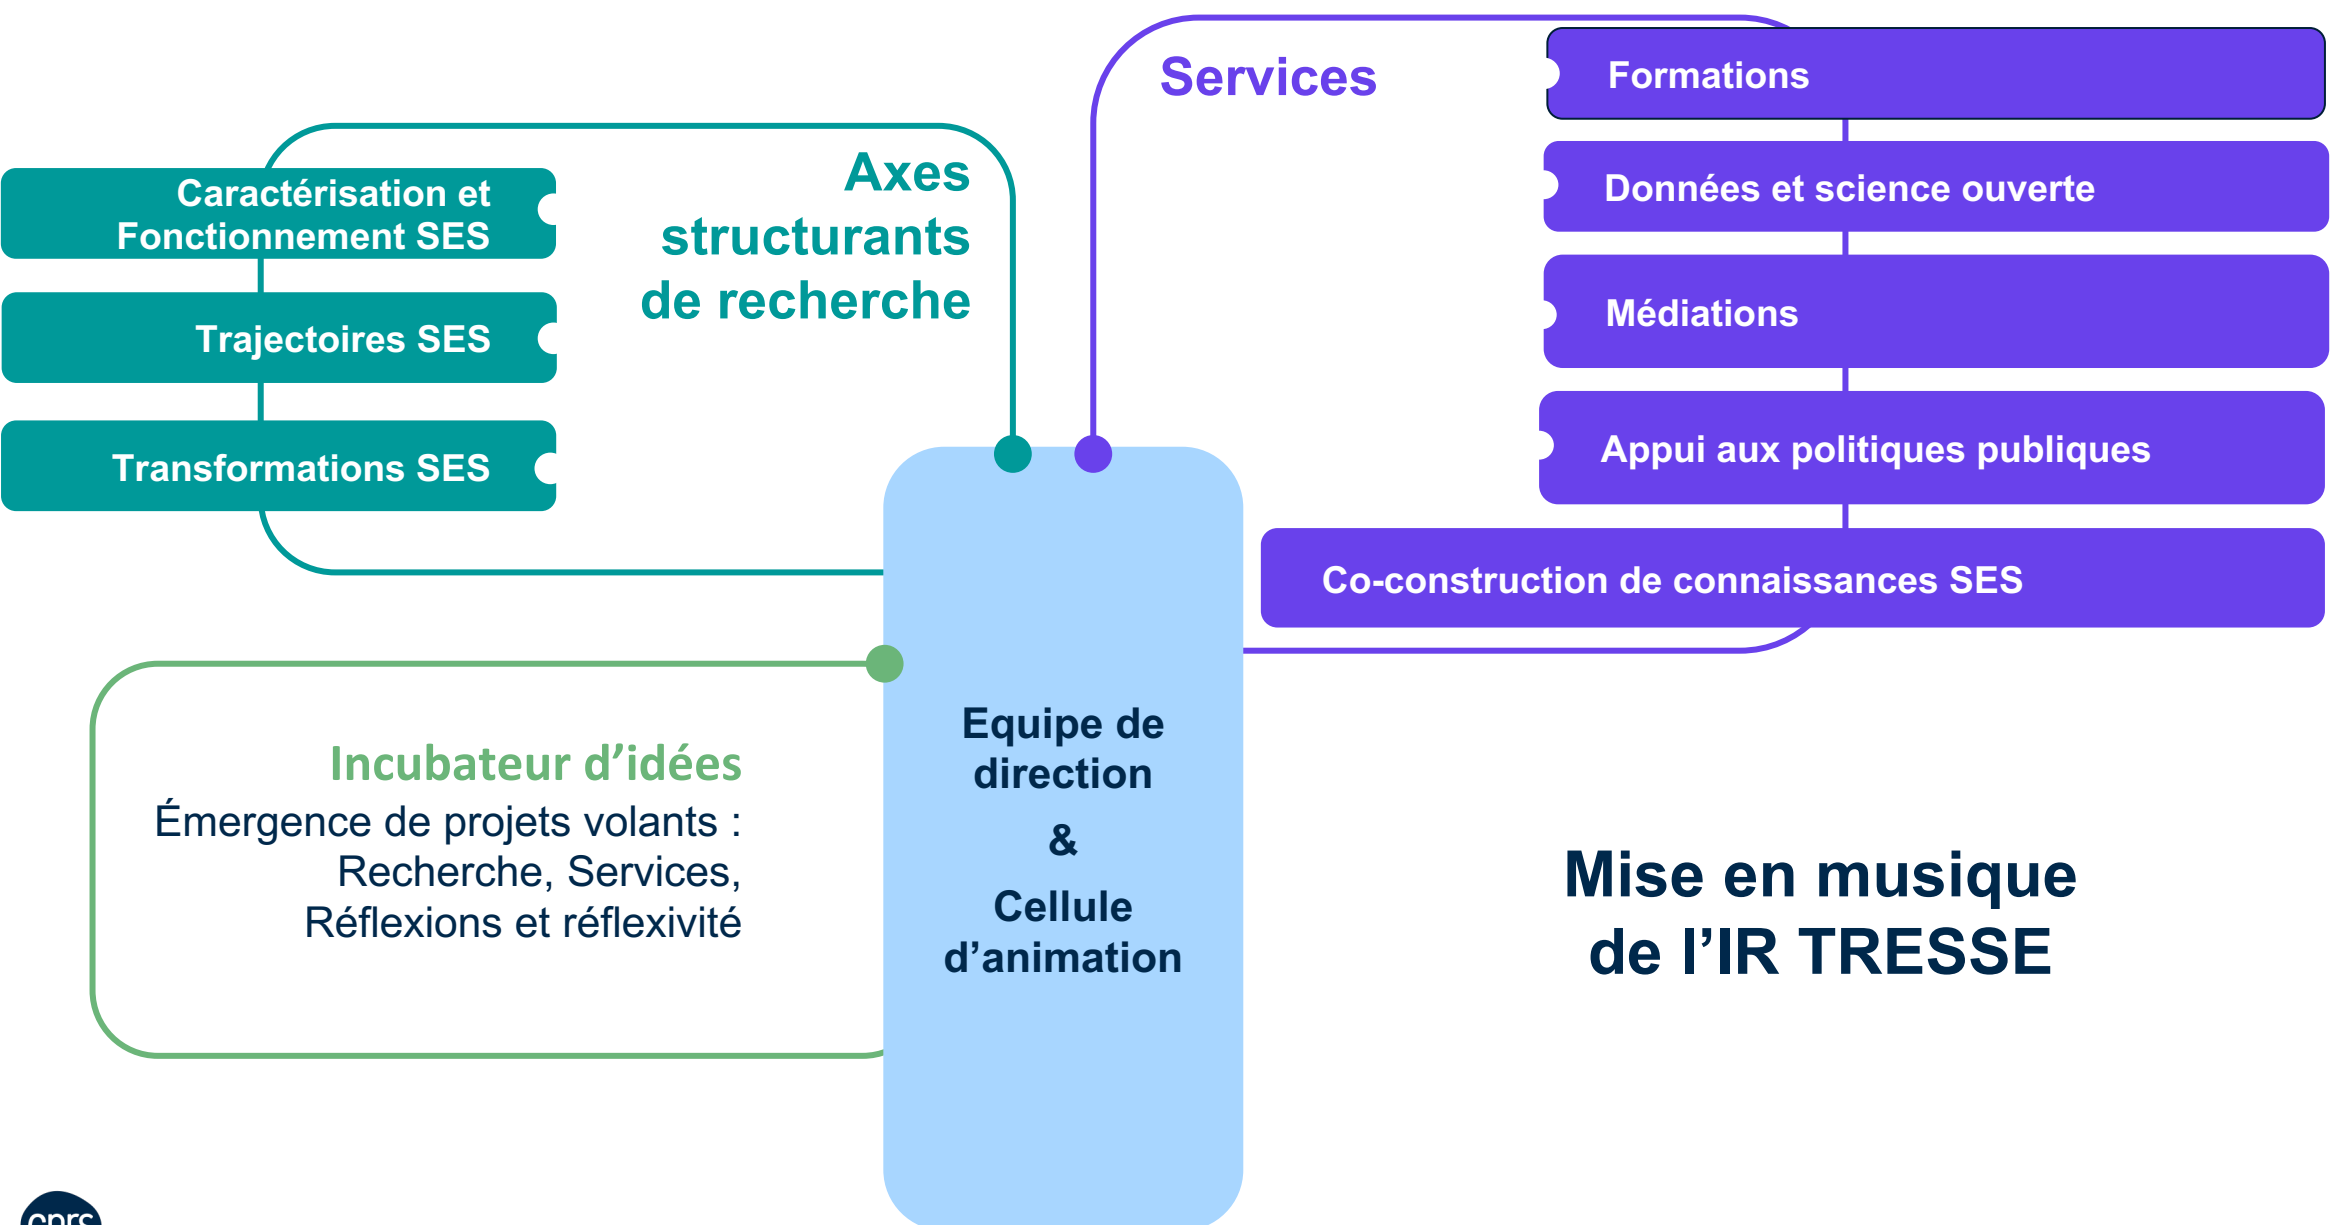 Axes
structurants
de recherche
Caractérisation et
Fonctionnement SES
Trajectoires SES
Transformations SES
Services
Formations
Données et science ouverte
Médiations
Appui aux politiques publiques
Co-construction de connaissances SES
Incubateur d’idées
Émergence de projets volants :
Recherche, Services,
Réflexions et réflexivité
Equipe de
direction
&
Cellule
d’animation
Mise en musique
de l’IR TRESSE
cnrs